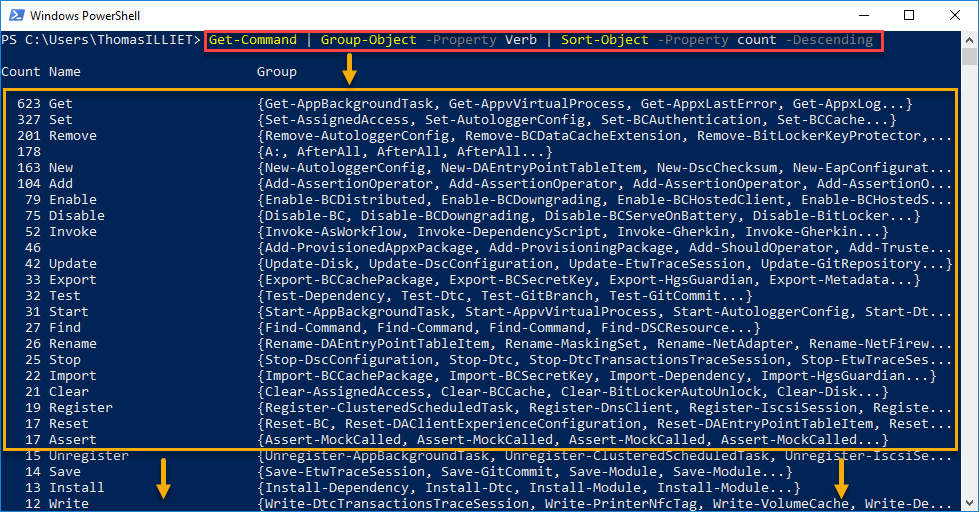 Windows PowerShell
PS C:\Users\ThomasILLIET> Get-Command | Group-Object -Property Verb | Sort-Object -Property count -Descending
Count Name Group
623 Get {Get-AppBackgroundTask, Get-AppvVirtualProcess, Get-AppxLastError, Get-AppxLog...}
327 Set {Set-AssignedAccess, Set-AutologgerConfig, Set-BCAuthentication, Set-BCCache...}
201 Remove {Remove-AutologgerConfig, Remove-BCDataCacheExtension, Remove-BitLockerKeyProtector,...
178 {A:, AfterAll, AfterAll, AfterAll...}
163 New {New-AutologgerConfig, New-DAEntryPointTableItem, New-DscChecksum, New-EapConfigurat...
104 Add {Add-AssertionOperator, Add-AssertionOperator, Add-AssertionOperator, Add-AssertionO...
79 Enable {Enable-BCDistributed, Enable-BCDowngrading, Enable-BCHostedClient, Enable-BCHostedS...
75 Disable {Disable-BC, Disable-BCDowngrading, Disable-BCServeOnBattery, Disable-BitLocker...}
52 Invoke {Invoke-AsWorkflow, Invoke-DependencyScript, Invoke-Gherkin, Invoke-Gherkin...}
46 {Add-ProvisionedAppxPackage, Add-ProvisioningPackage, Add-ShouldOperator, Add-Truste...
42 Update {Update-Disk, Update-DscConfiguration, Update-EtwTraceSession, Update-GitRepository...}
33 Export {Export-BCCachePackage, Export-BCSecretKey, Export-HgsGuardian, Export-Metadata...}
32 Test {Test-Dependency, Test-Dtc, Test-GitBranch, Test-GitCommit...}
31 Start {Start-AppBackgroundTask, Start-AppvVirtualProcess, Start-AutologgerConfig, Start-Dt...
27 Find {Find-Command, Find-Command, Find-Command, Find-DSCResource...}
26 Rename {Rename-DAEntryPointTableItem, Rename-MaskingSet, Rename-NetAdapter, Rename-NetFirew...
25 Stop {Stop-DscConfiguration, Stop-Dtc, Stop-DtcTransactionsTraceSession, Stop-EtwTraceSes...
22 Import {Import-BCCachePackage, Import-BCSecretKey, Import-Dependency, Import-HgsGuardian...}
21 Clear {Clear-AssignedAccess, Clear-BCCache, Clear-BitLockerAutoUnlock, Clear-Disk...}
19 Register {Register-ClusteredScheduledTask, Register-DnsClient, Register-IscsiSession, Registe...
17 Reset {Reset-BC, Reset-DAClientExperienceConfiguration, Reset-DAEntryPointTableItem, Reset...
17 Assert {Assert-MockCalled, Assert-MockCalled, Assert-MockCalled, Assert-MockCalled...}
15 Unregister {Unregister-AppBackgroundTask, Unregister-ClusteredScheduledTask, Unregister-IscsiSe...
14 Save {Save-EtwTraceSession, Save-GitCommit, Save-Module, Save-Module...}
13 Install {Install-Dependency, Install-Dtc, Install-Module, Install-Module...}
12 Write {Write-DtcTransactionsTraceSession, Write-PrinterNfcTag, Write-VolumeCache, Write-De...